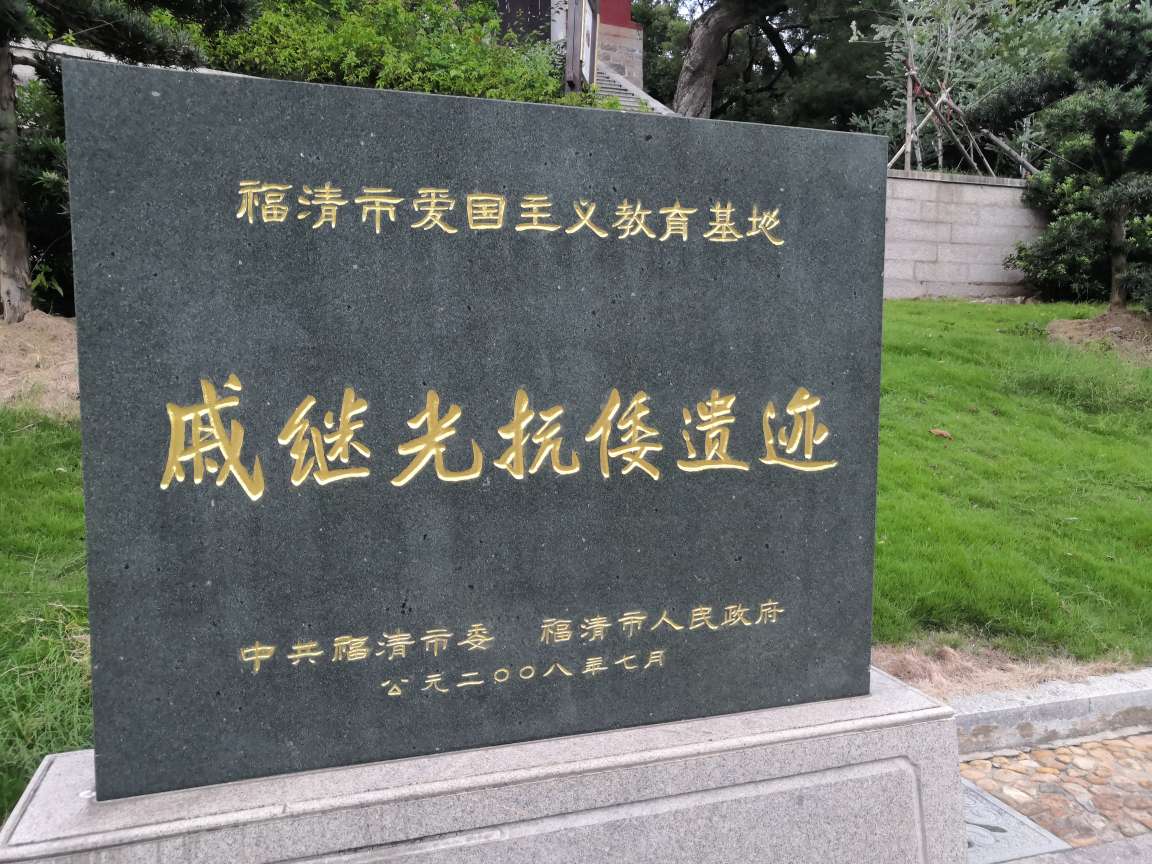 福清市爱国主义教育基地
戚继光抗倭遗迹
中共福清市委 福清市人民政府
公元二〇〇八年七月